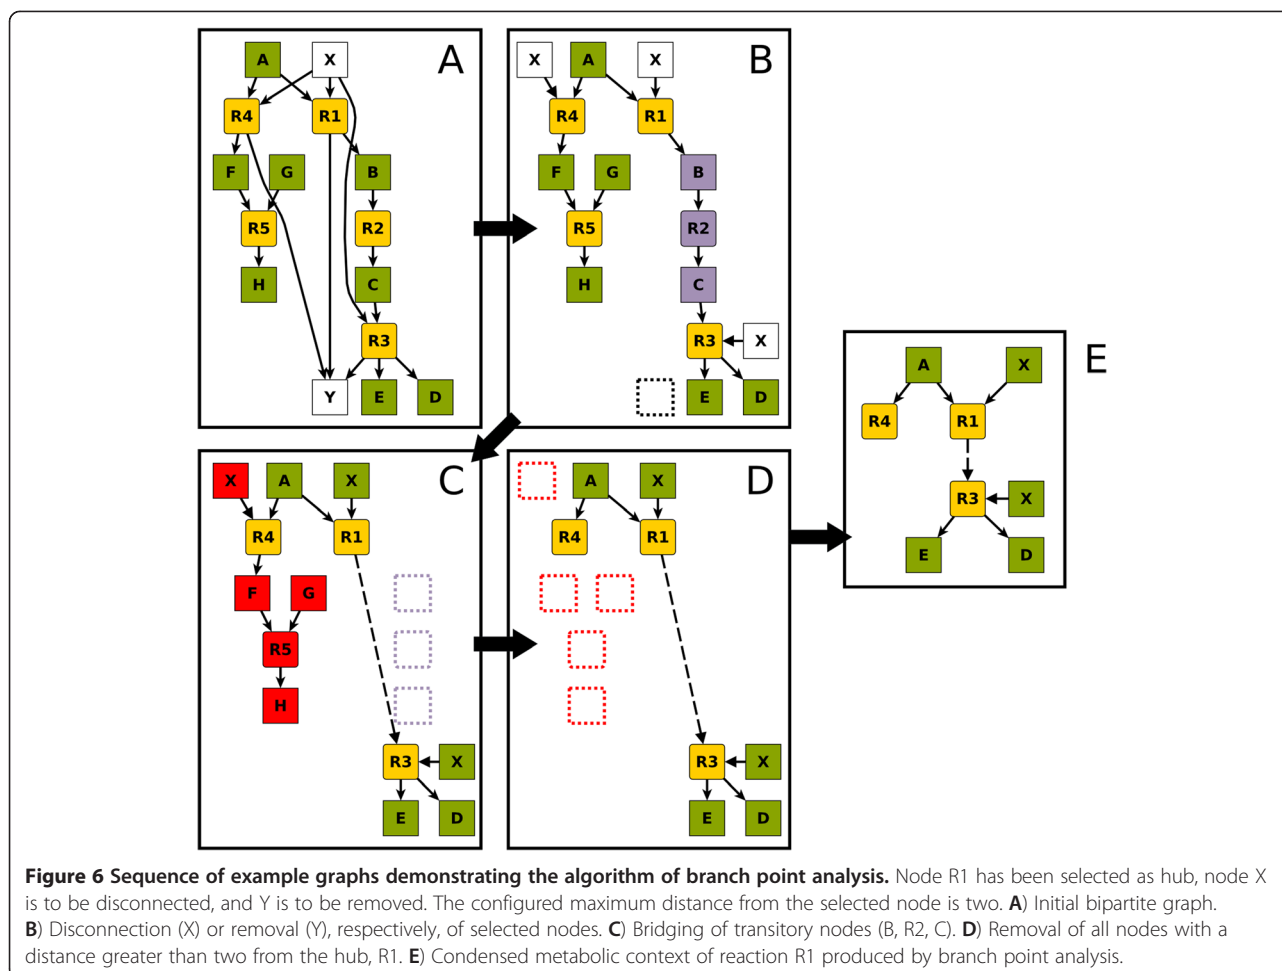 A X A
R4 R1
F G B
R5 R2
H C
R3
Y E D
X A X B
R4 R1
F G B
R5 R2
H C
R3 X
E D
X A X C
R4 R1
F G
R5
H
R3 X
E D
A X D
R4 R1
R3 X
E D
A X E
R4 R1
R3 X
E D
Figure 6 Sequence of example graphs demonstrating the algorithm of branch point analysis. Node R1 has been selected as hub, node X
is to be disconnected, and Y is to be removed. The configured maximum distance from the selected node is two. A) Initial bipartite graph.
B) Disconnection (X) or removal (Y), respectively, of selected nodes. C) Bridging of transitory nodes (B, R2, C). D) Removal of all nodes with a
distance greater than two from the hub, R1. E) Condensed metabolic context of reaction R1 produced by branch point analysis.